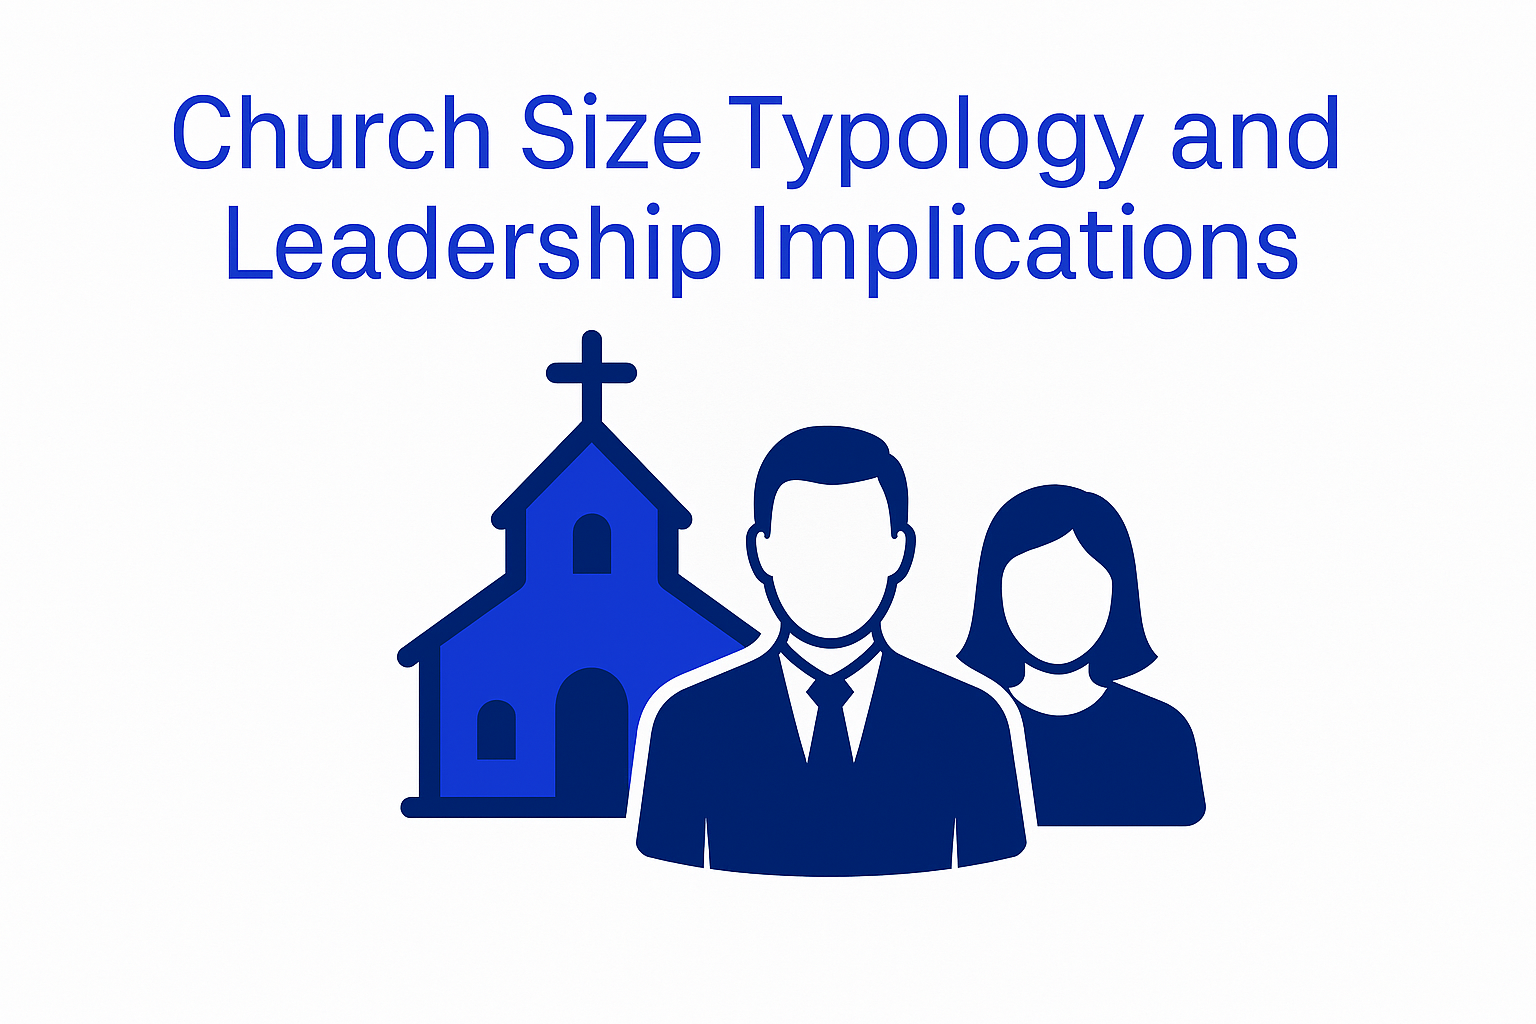 Church Size Typology and
Leadership Implications